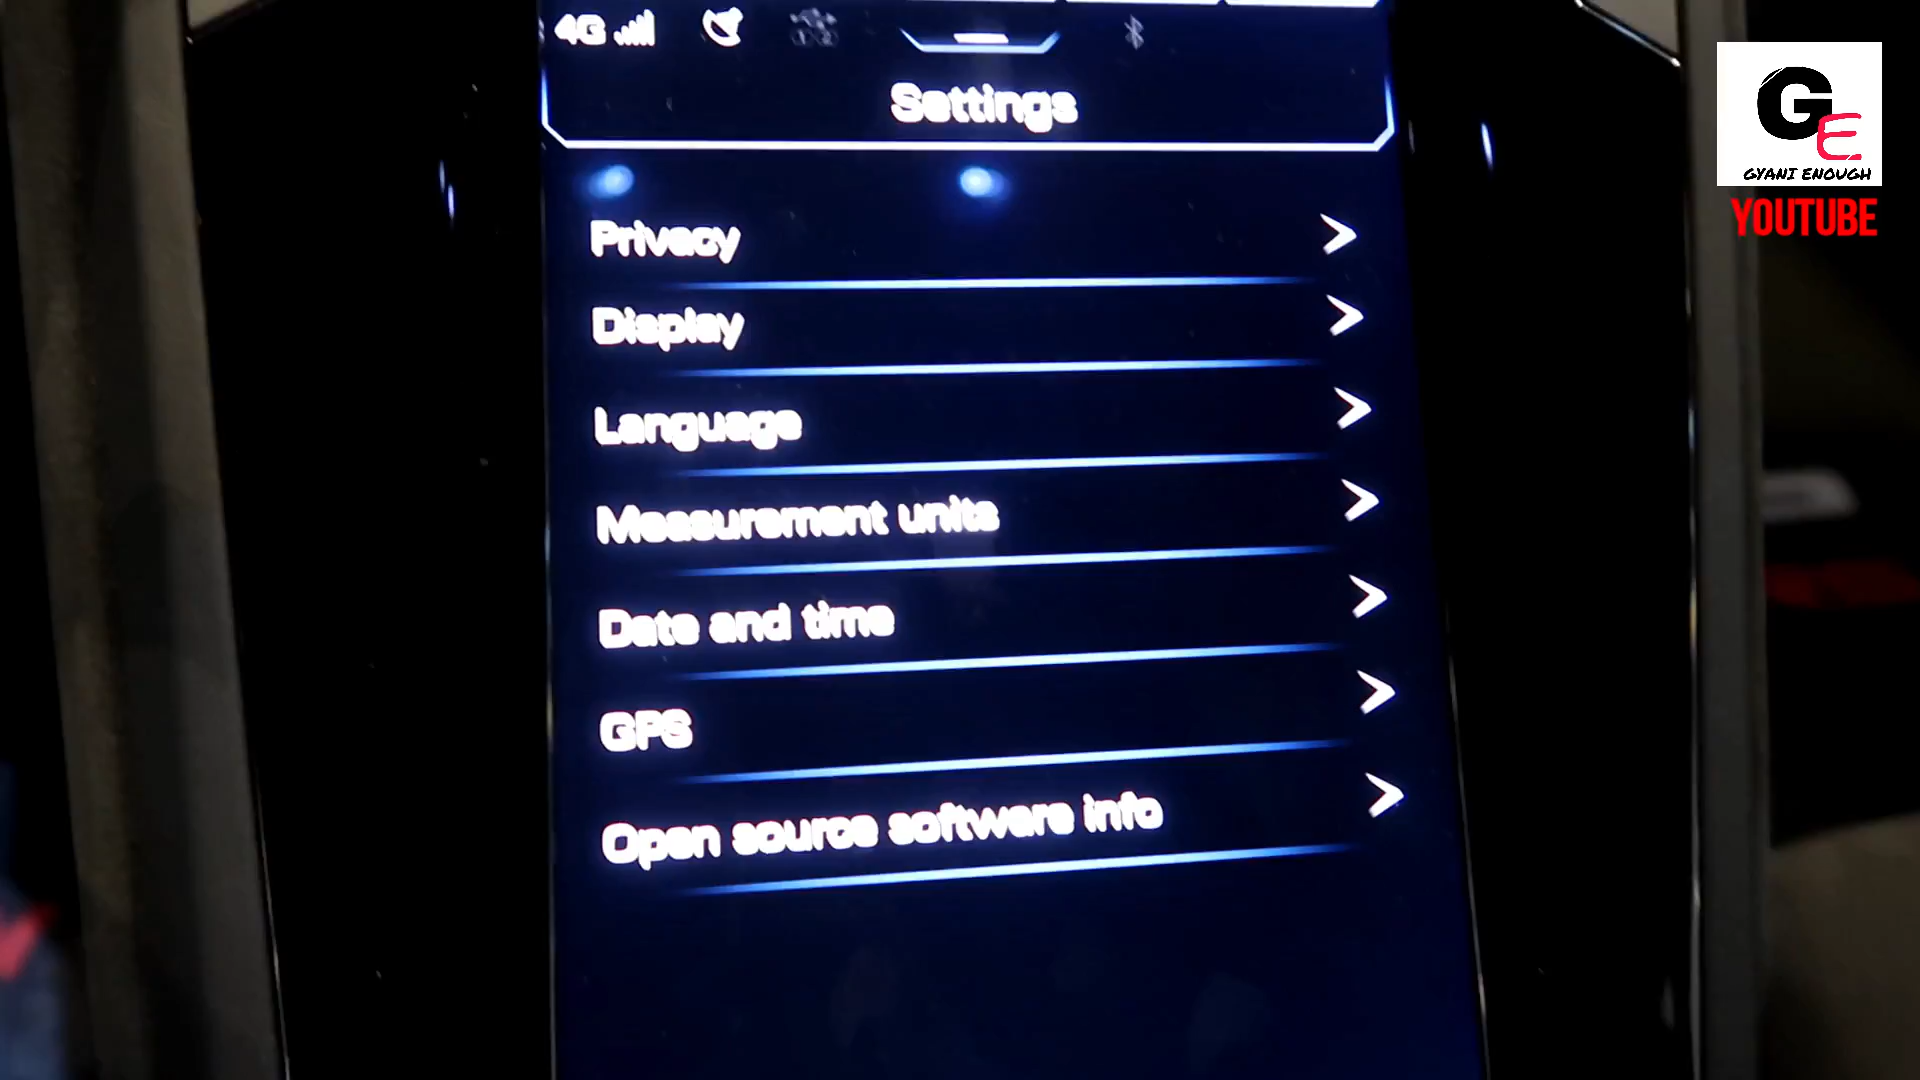 4G
Settings
Privacy
Display
Language
Measurement units
Date and time
GPS
Open source software info
GE
GYANI ENOUGH
YOUTUBE